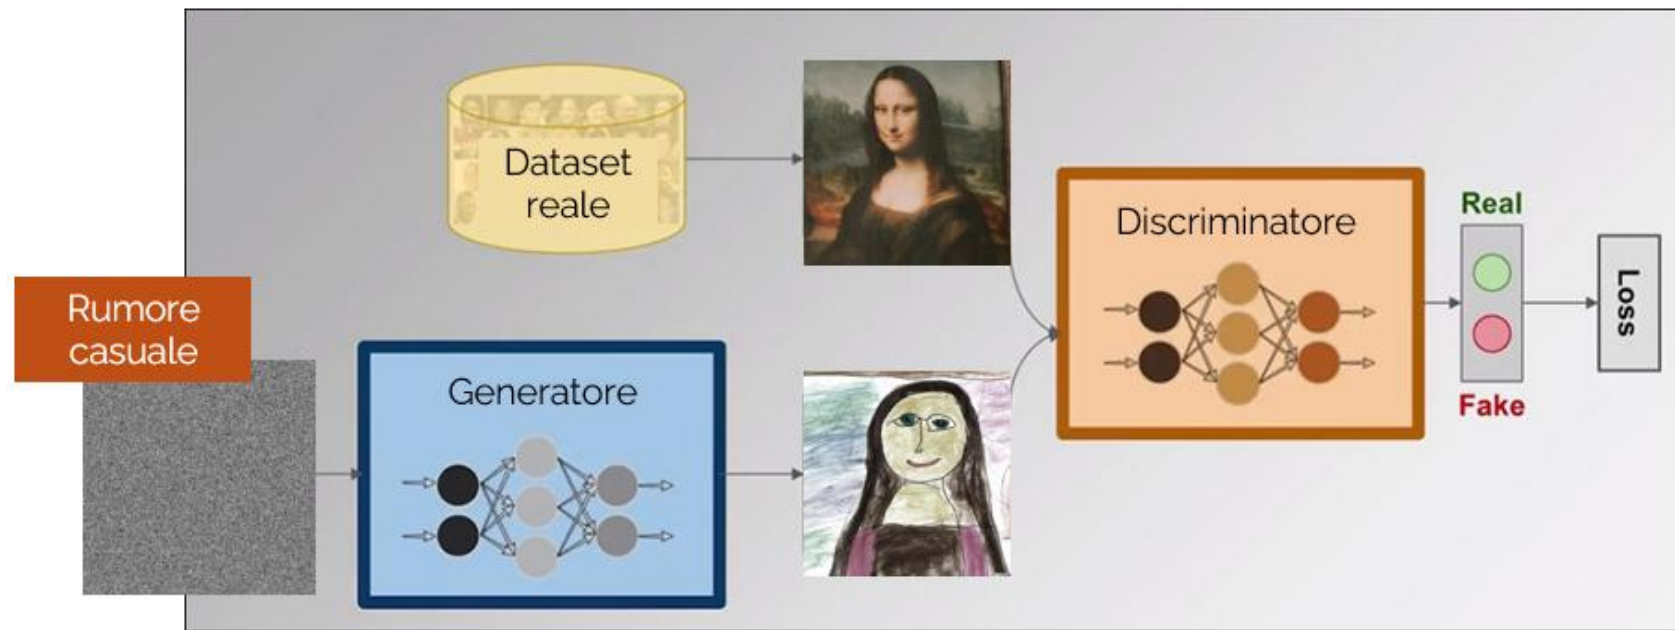 Dataset
reale
Rumore
casuale
Generatore
Discriminatore
Real
Fake
Loss